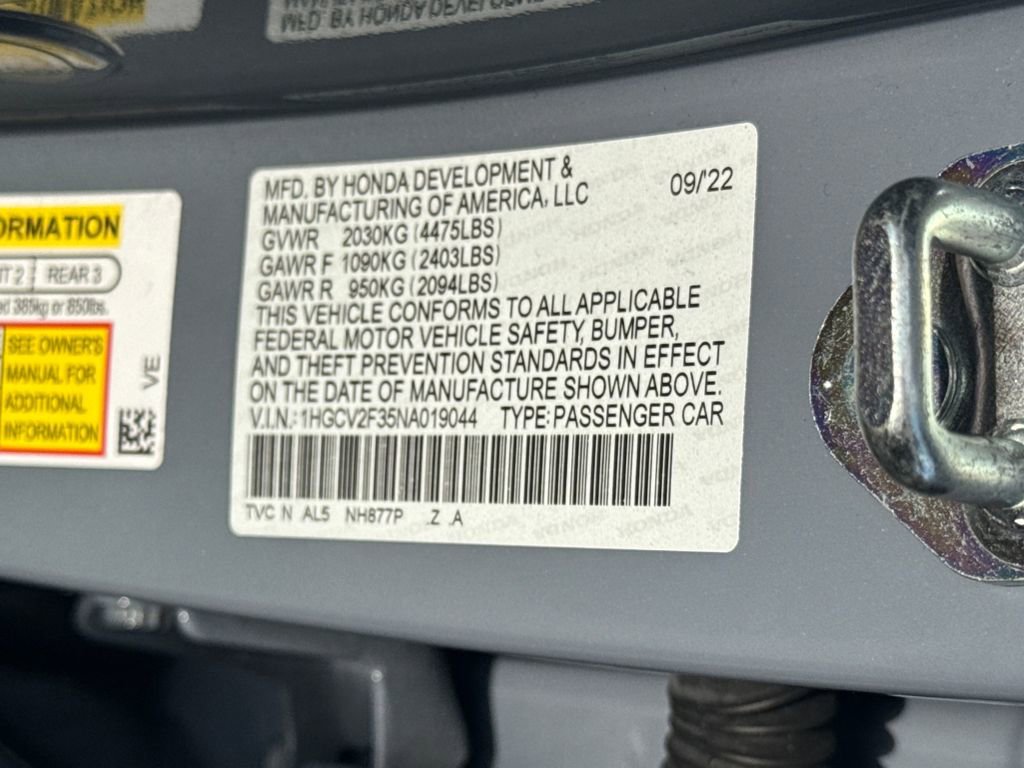 MFD. BY HONDA DEVELOPMENT &
MANUFACTURING OF AMERICA, LLC 09/'22
GVWR 2030KG (4475LBS)
GAWR F 1090KG (2403LBS)
GAWR R 950KG (2094LBS)
THIS VEHICLE CONFORMS TO ALL APPLICABLE
FEDERAL MOTOR VEHICLE SAFETY, BUMPER,
AND THEFT PREVENTION STANDARDS IN EFFECT
ON THE DATE OF MANUFACTURE SHOWN ABOVE.
V.I.N.: 1HGCV2F35NA019044 TYPE: PASSENGER CAR
TVC N AL5 NH877P .Z .A
REAR 3
385kg or 850lbs.
SEE OWNER'S
MANUAL FOR
ADDITIONAL
INFORMATION
VE